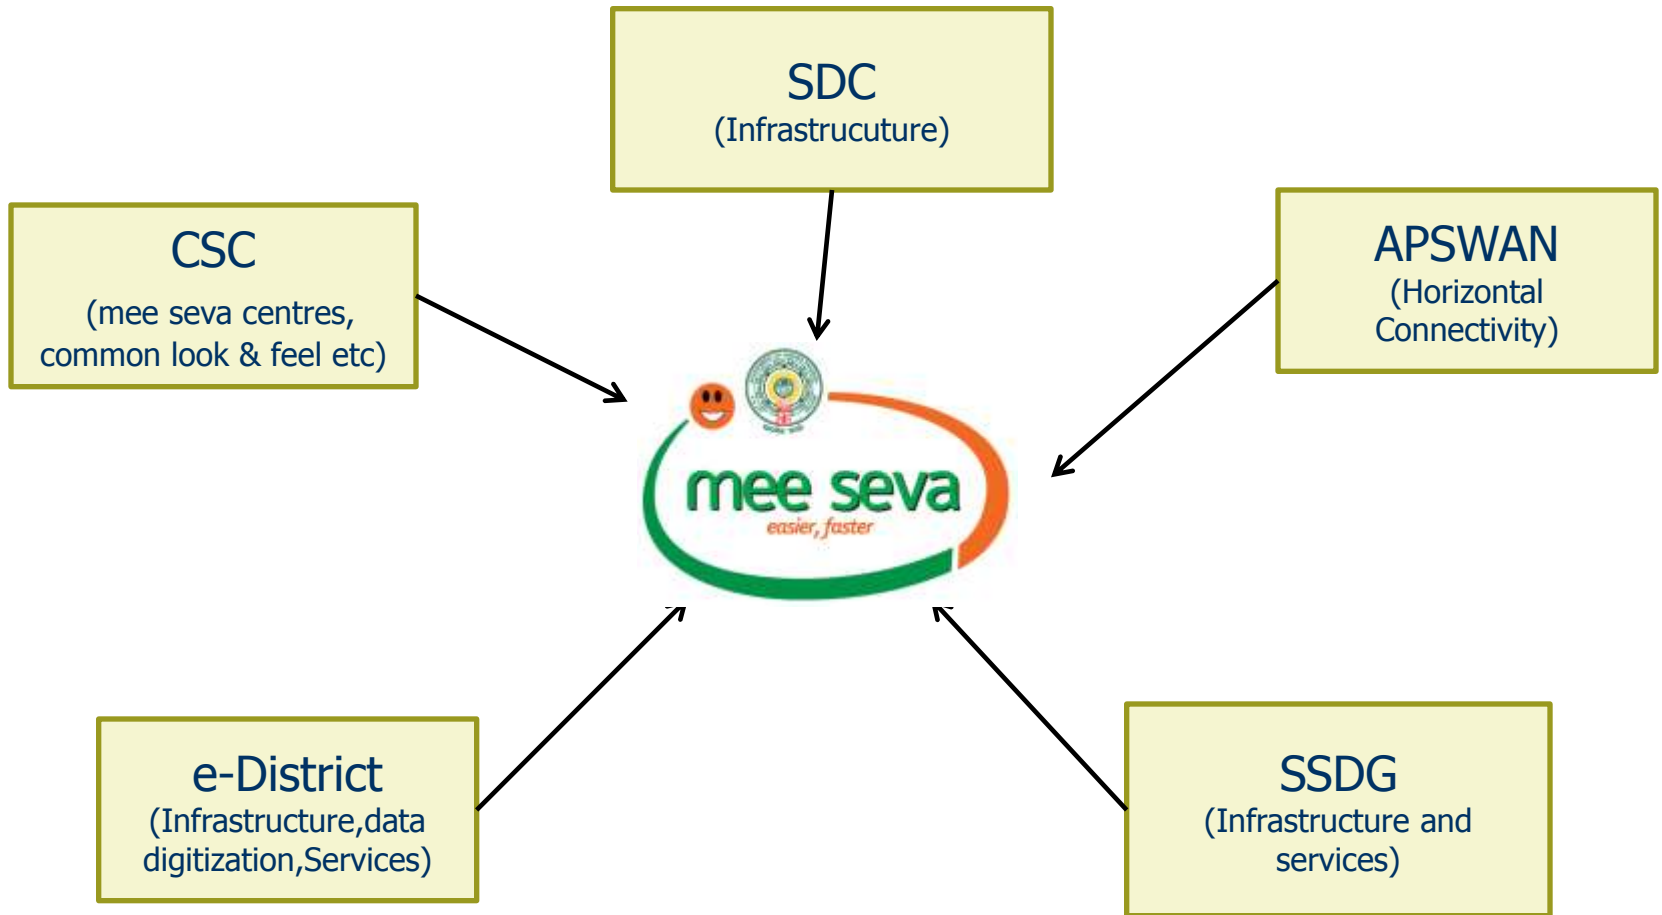 SDC
(Infrastrucuture)
CSC
(mee seva centres,
common look & feel etc)
APSWAN
(Horizontal
Connectivity)
mee seva
easier, faster
e-District
(Infrastructure,data
digitization,Services)
SSDG
(Infrastructure and
services)